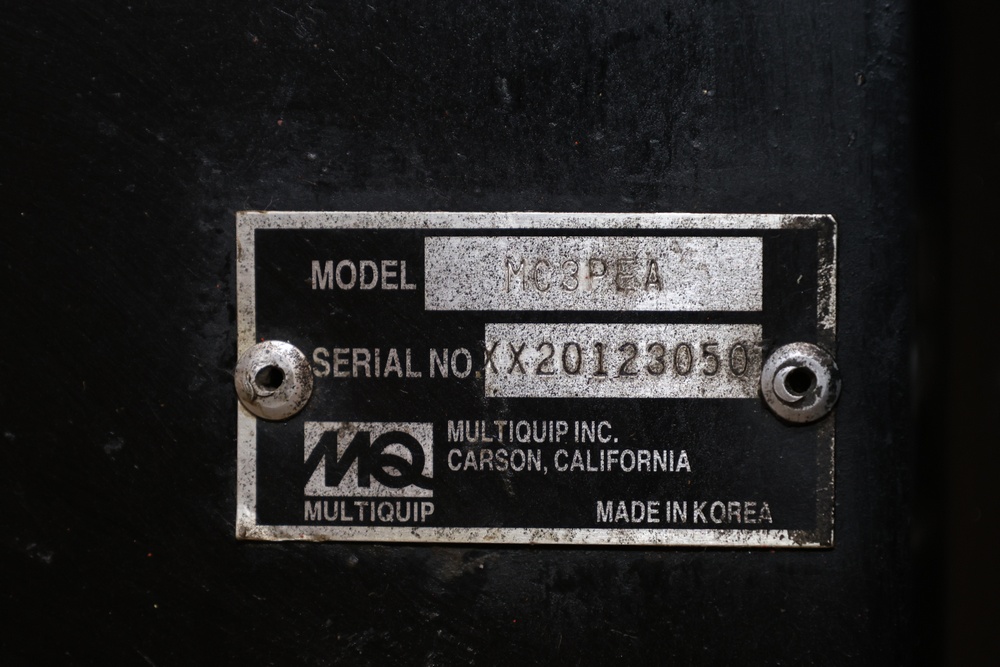 MODEL MC3PEA
SERIAL NO. XX20123050
MQ
MULTIQUIP INC.
CARSON, CALIFORNIA
MULTIQUIP
MADE IN KOREA